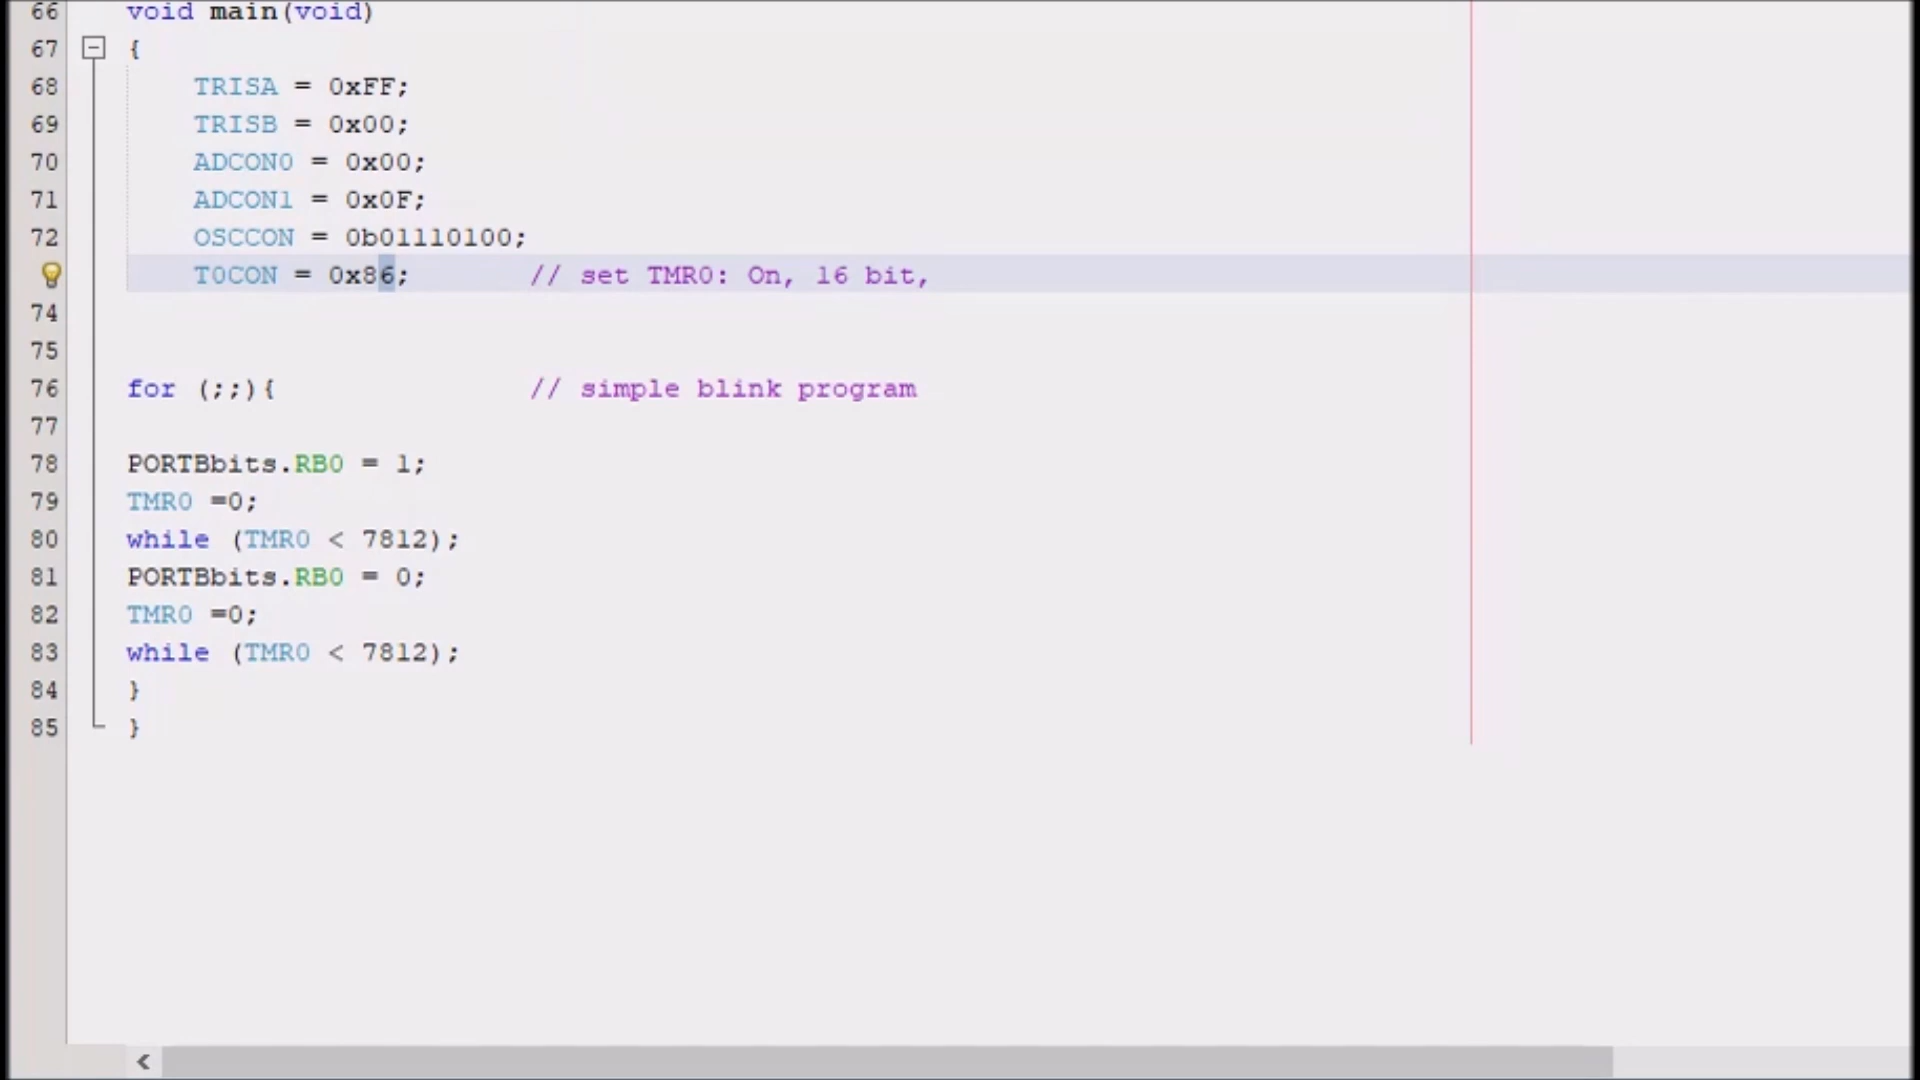 66 void main(void)
67 {
68 TRISA = 0xFF;
69 TRISB = 0x00;
70 ADCON0 = 0x00;
71 ADCON1 = 0x0F;
72 OSCCON = 0b01110100;
T0CON = 0x86; // set TMR0: On, 16 bit,
74
75
76 for (;;){ // simple blink program
77
78 PORTBbits.RB0 = 1;
79 TMR0 =0;
80 while (TMR0 < 7812);
81 PORTBbits.RB0 = 0;
82 TMR0 =0;
83 while (TMR0 < 7812);
84 }
85 }